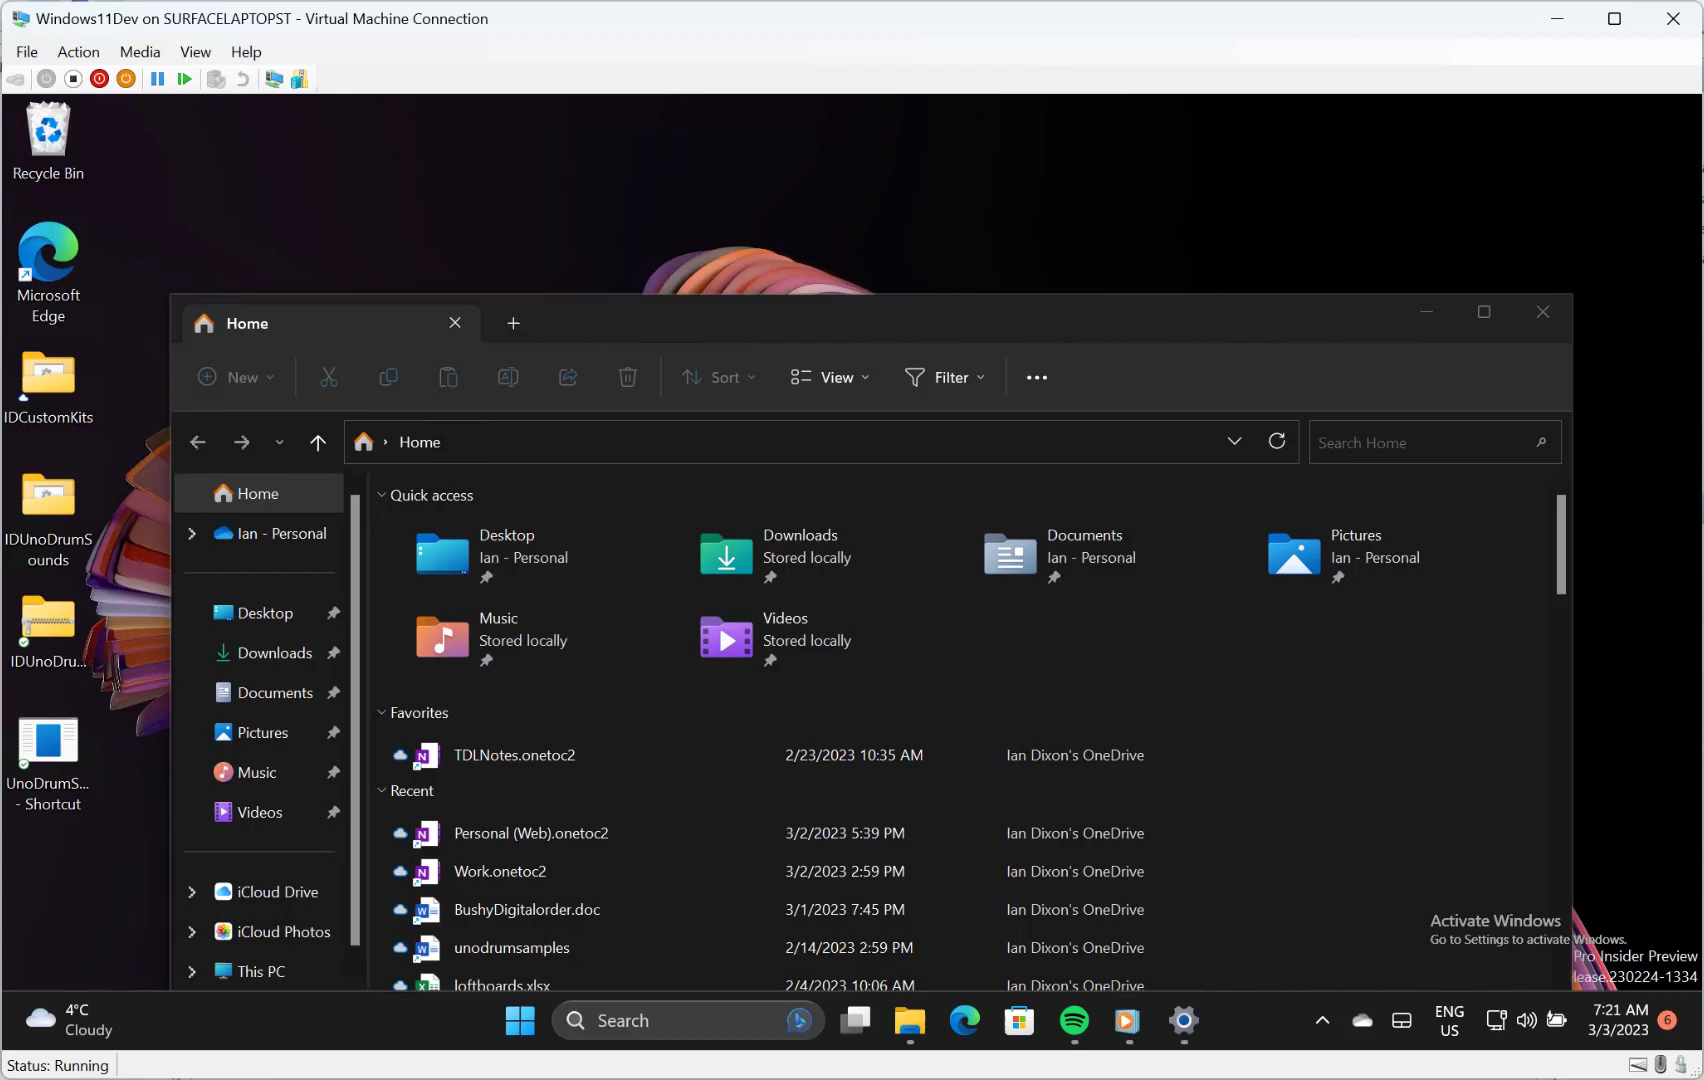 Windows11Dev on SURFACELAPTOPST - Virtual Machine Connection
File Action Media View Help
Recycle Bin
Microsoft
Edge
IDCustomKits
IDUnoDrumS
ounds
IDUnoDru...
UnoDrumS...
- Shortcut
Home
New
Sort
View
Filter
Home
Search Home
Home
Ian - Personal
Desktop
Downloads
Documents
Pictures
Music
Videos
iCloud Drive
iCloud Photos
This PC
Quick access
Desktop
Ian - Personal
Downloads
Stored locally
Documents
Ian - Personal
Pictures
Ian - Personal
Music
Stored locally
Videos
Stored locally
Favorites
TDLNotes.onetoc2 2/23/2023 10:35 AM Ian Dixon's OneDrive
Recent
Personal (Web).onetoc2 3/2/2023 5:39 PM Ian Dixon's OneDrive
Work.onetoc2 3/2/2023 2:59 PM Ian Dixon's OneDrive
BushyDigitalorder.doc 3/1/2023 7:45 PM Ian Dixon's OneDrive
unodrumsamples 2/14/2023 2:59 PM Ian Dixon's OneDrive
loftboards.xlsx 2/4/2023 10:06 AM Ian Dixon's OneDrive
Activate Windows
Go to Settings to activate Windows.
Pro Insider Preview
lease.230224-1334
4°C
Cloudy
Search
ENG
US
7:21 AM
3/3/2023
6
Status: Running